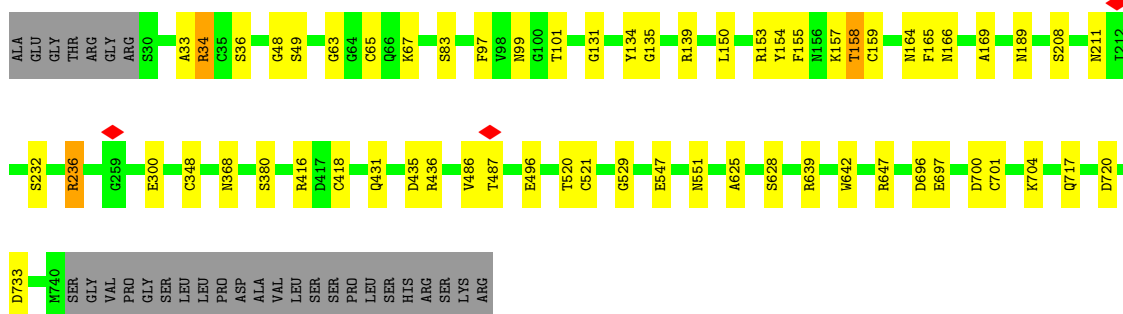 ALA GLU GLY THR ARG GLY ARG S30 A33 R34 C35 S36 G48 S49 G63 G64 C65 Q66 K67 S83 F97 V98 N99 G100 T101 G131 Y134 G135 R139 L150 R153 Y154 F155 N156 K157 T158 C159 N164 F165 N166 A169 N189 S208 N211 I212
S232 R236 G259 E300 C348 N368 S380 R416 D417 C418 Q431 D435 R436 V486 T487 E496 T520 C521 G529 E547 N551 A625 S628 R639 W642 R647 D696 E697 D700 C701 K704 Q717 D720
D733 M740 SER GLY VAL PRO GLY SER LEU LEU PRO ASP ALA VAL LEU SER SER PRO LEU SER HIS ARG SER LYS ARG